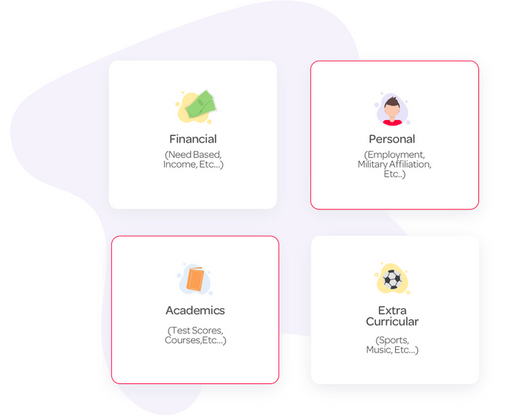 Financial
(Need Based,
Income, Etc...)
Personal
(Employment,
Military Affiliation,
Etc..)
Academics
(Test Scores,
Courses,Etc...)
Extra
Curricular
(Sports,
Music, Etc...)